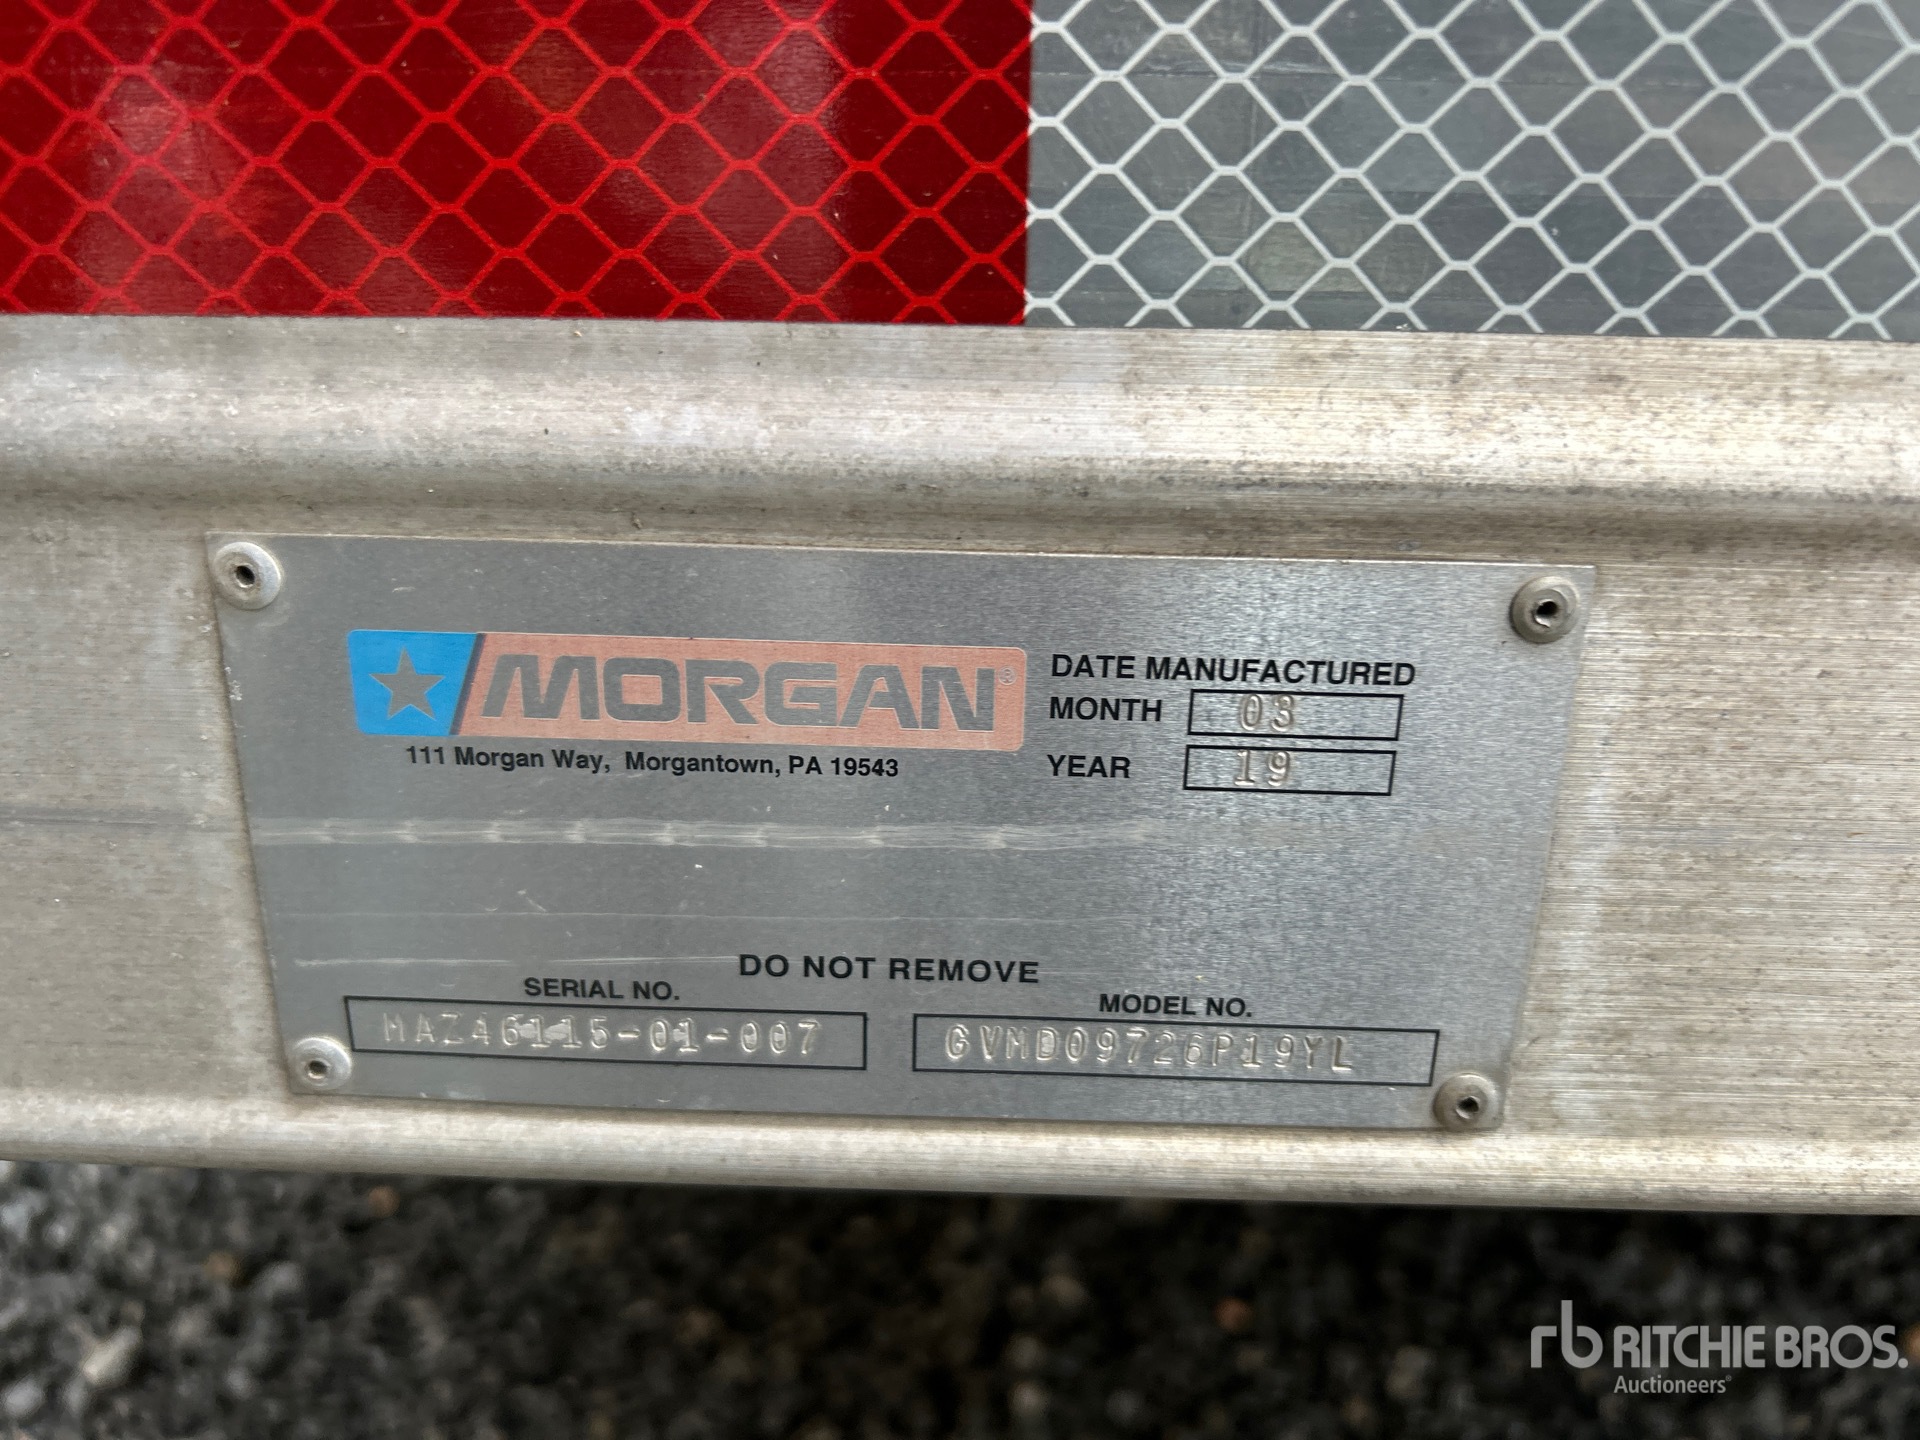 MORGAN®
111 Morgan Way, Morgantown, PA 19543
DATE MANUFACTURED
MONTH 03
YEAR 19
DO NOT REMOVE
SERIAL NO.
MAZ46115-01-007
MODEL NO.
GVMD09726P19YL
rb RITCHIE BROS.
Auctioneers®